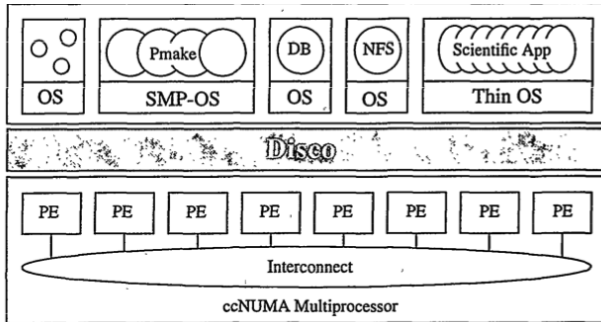 Pmake DB NFS Scientific App
OS SMP-OS OS OS Thin OS
Disco
PE PE PE PE PE PE PE PE
Interconnect
ccNUMA Multiprocessor